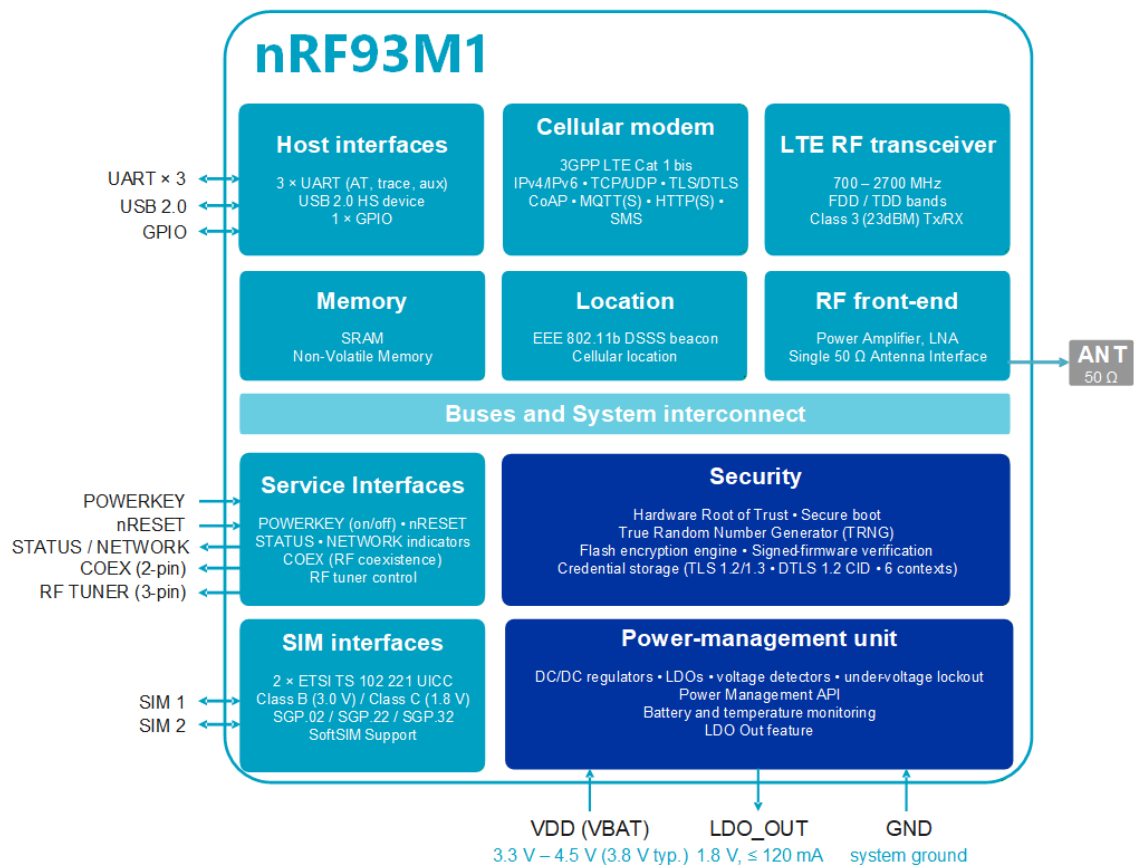 nRF93M1
Host interfaces
3 × UART (AT, trace, aux)
USB 2.0 HS device
1 × GPIO
Cellular modem
3GPP LTE Cat 1 bis
IPv4/IPv6 • TCP/UDP • TLS/DTLS
CoAP • MQTT(S) • HTTP(S) •
SMS
LTE RF transceiver
700 – 2700 MHz
FDD / TDD bands
Class 3 (23dBM) Tx/RX
UART × 3
USB 2.0
GPIO
Memory
SRAM
Non-Volatile Memory
Location
EEE 802.11b DSSS beacon
Cellular location
RF front-end
Power Amplifier, LNA
Single 50 Ω Antenna Interface
ANT
50 Ω
Buses and System interconnect
POWERKEY
nRESET
STATUS / NETWORK
COEX (2-pin)
RF TUNER (3-pin)
Service Interfaces
POWERKEY (on/off) • nRESET
STATUS • NETWORK indicators
COEX (RF coexistence)
RF tuner control
Security
Hardware Root of Trust • Secure boot
True Random Number Generator (TRNG)
Flash encryption engine • Signed-firmware verification
Credential storage (TLS 1.2/1.3 • DTLS 1.2 CID • 6 contexts)
SIM 1
SIM 2
SIM interfaces
2 × ETSI TS 102 221 UICC
Class B (3.0 V) / Class C (1.8 V)
SGP.02 / SGP.22 / SGP.32
SoftSIM Support
Power-management unit
DC/DC regulators • LDOs • voltage detectors • under-voltage lockout
Power Management API
Battery and temperature monitoring
LDO Out feature
VDD (VBAT)
3.3 V – 4.5 V (3.8 V typ.)
LDO_OUT
1.8 V, ≤ 120 mA
GND
system ground